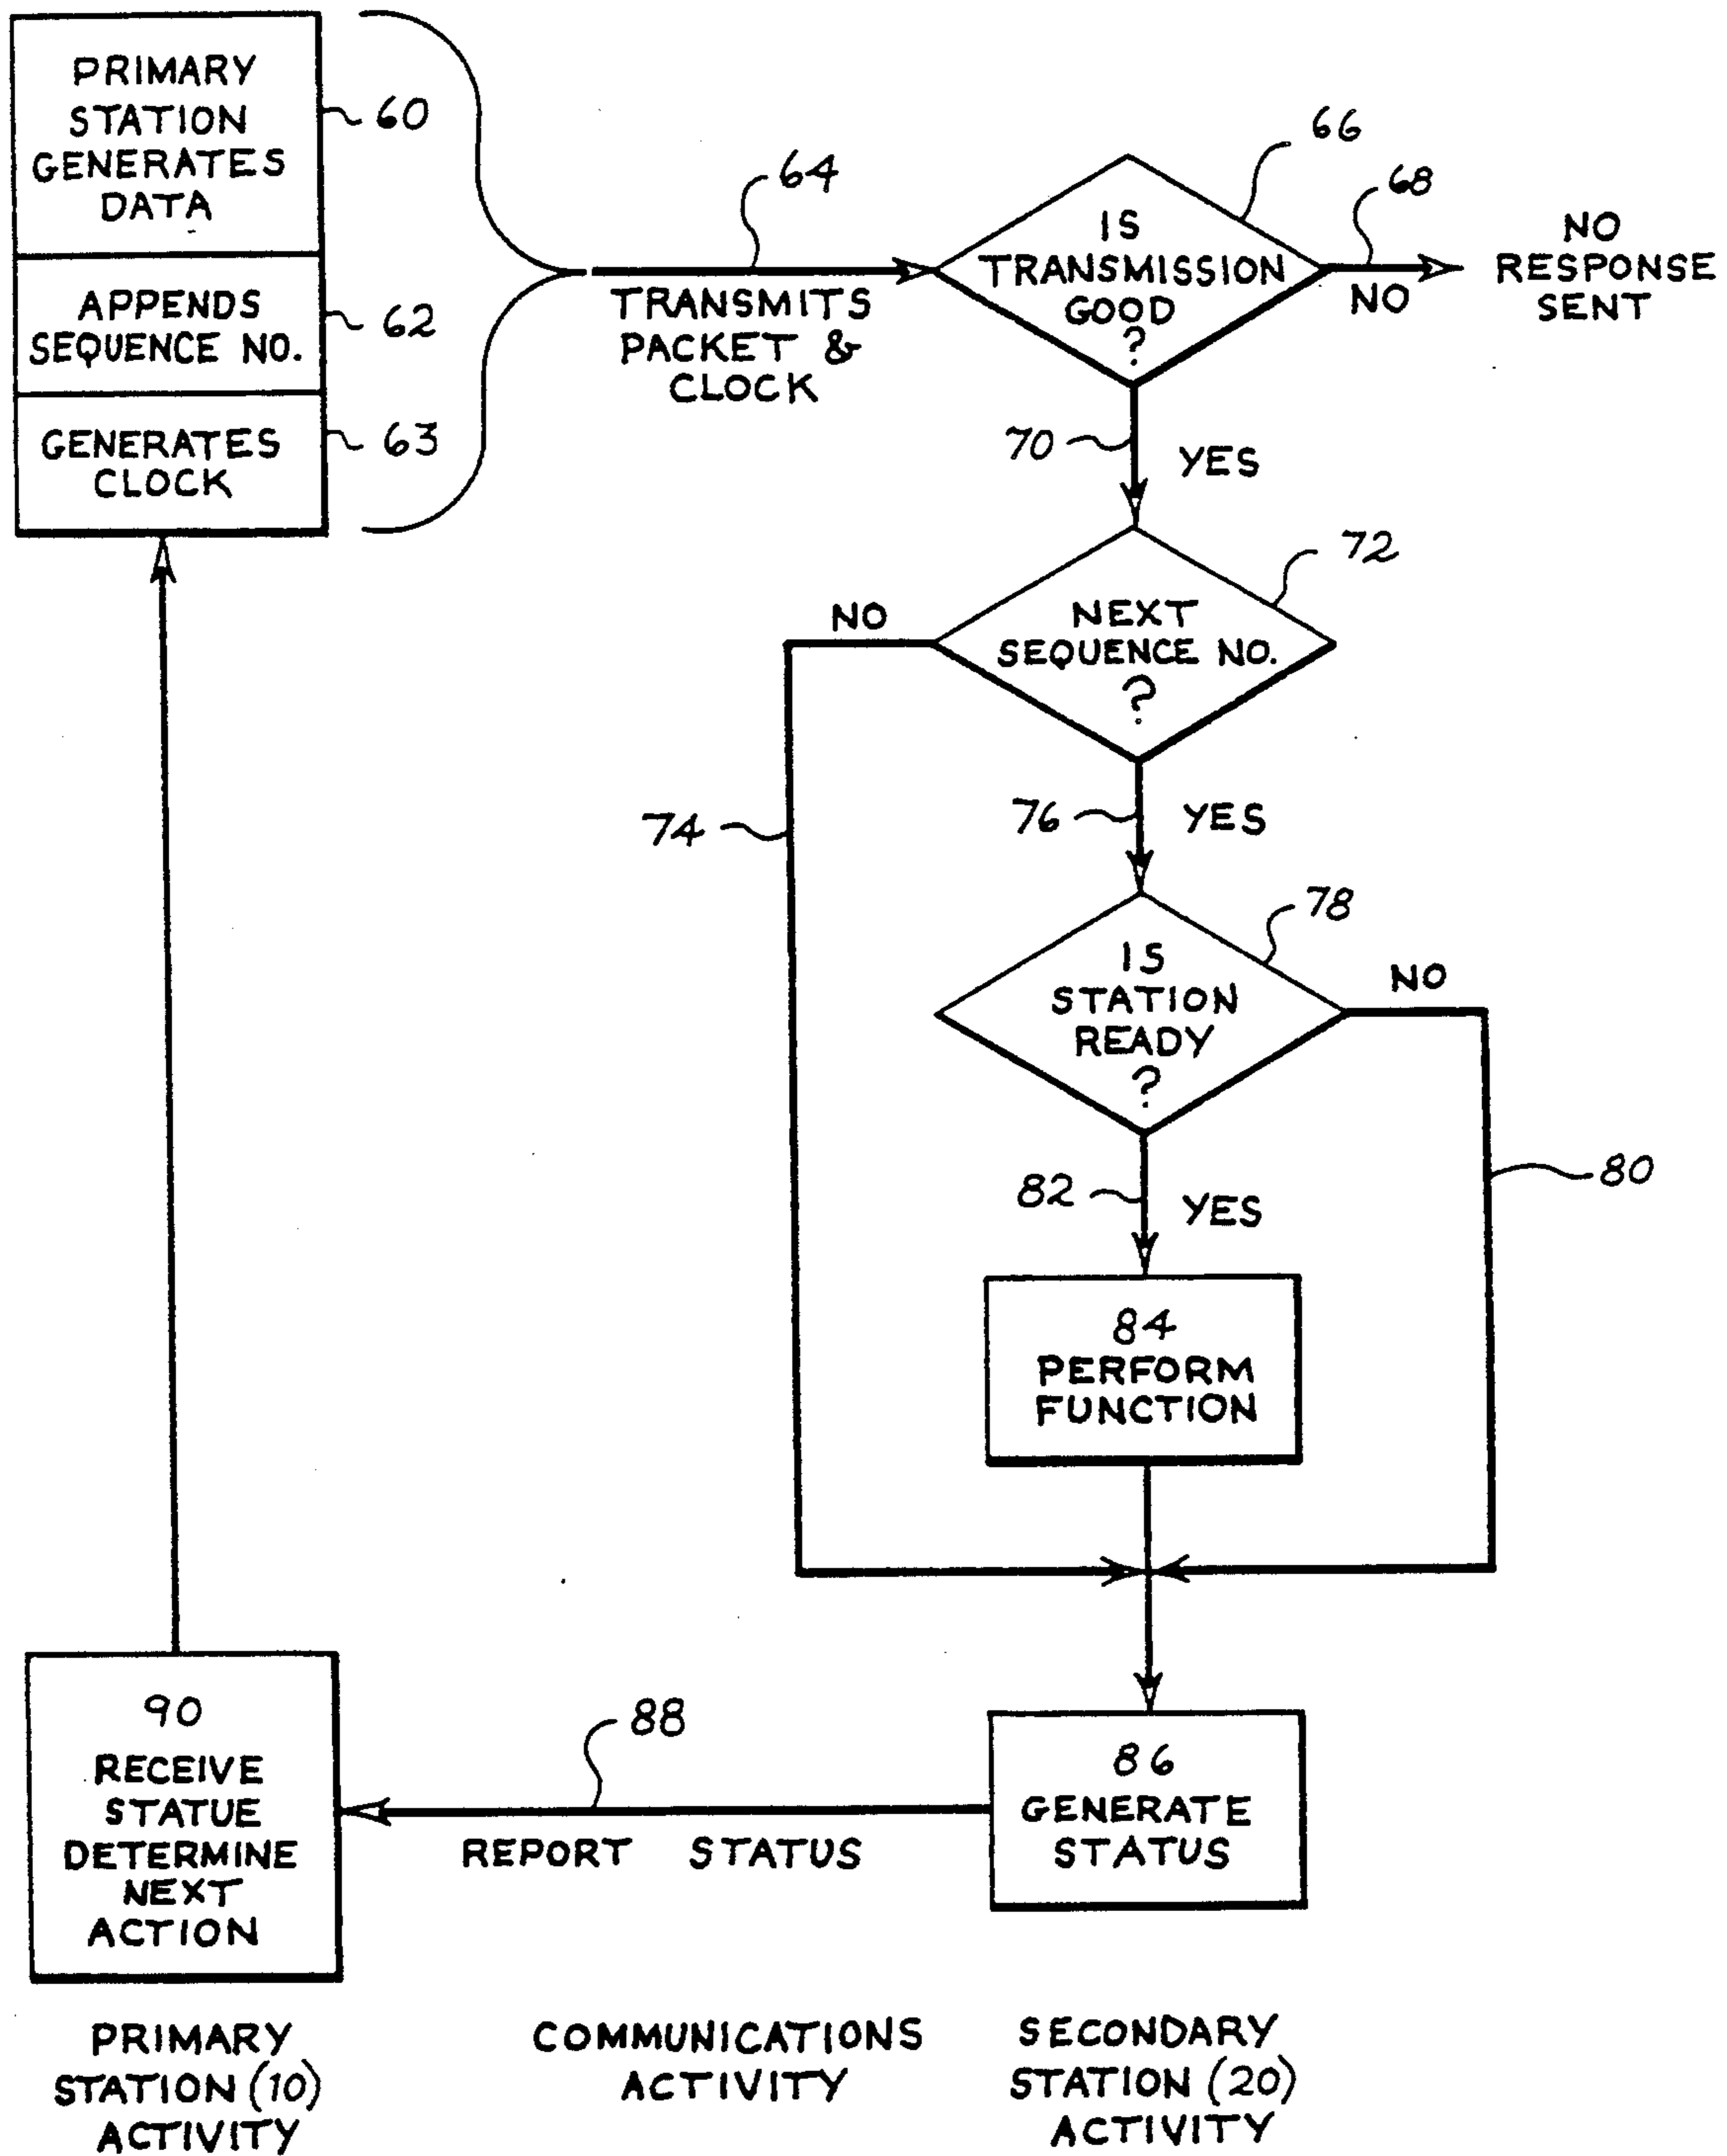 PRIMARY
STATION
GENERATES
DATA
60
APPENDS
SEQUENCE NO.
62
GENERATES
CLOCK
63
64
TRANSMITS
PACKET &
CLOCK
66
IS
TRANSMISSION
GOOD
?
68
NO
NO
RESPONSE
SENT
70
YES
72
NEXT
SEQUENCE NO.
?
NO
74
76
YES
78
IS
STATION
READY
?
NO
80
82
YES
84
PERFORM
FUNCTION
86
GENERATE
STATUS
88
REPORT STATUS
90
RECEIVE
STATUE
DETERMINE
NEXT
ACTION
PRIMARY
STATION (10)
ACTIVITY
COMMUNICATIONS
ACTIVITY
SECONDARY
STATION (20)
ACTIVITY